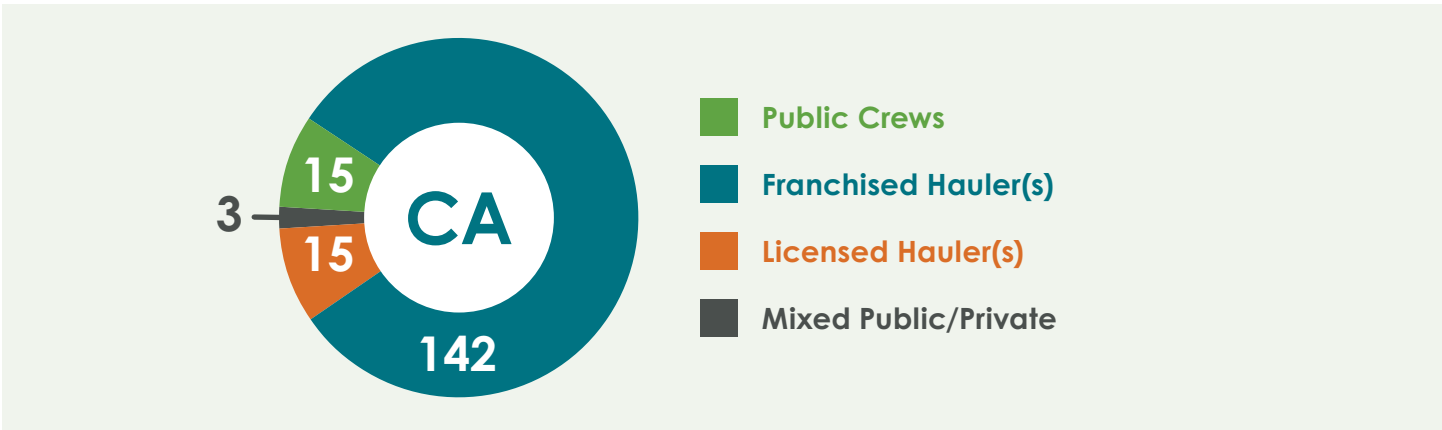 15
3
15
142
CA
Public Crews
Franchised Hauler(s)
Licensed Hauler(s)
Mixed Public/Private